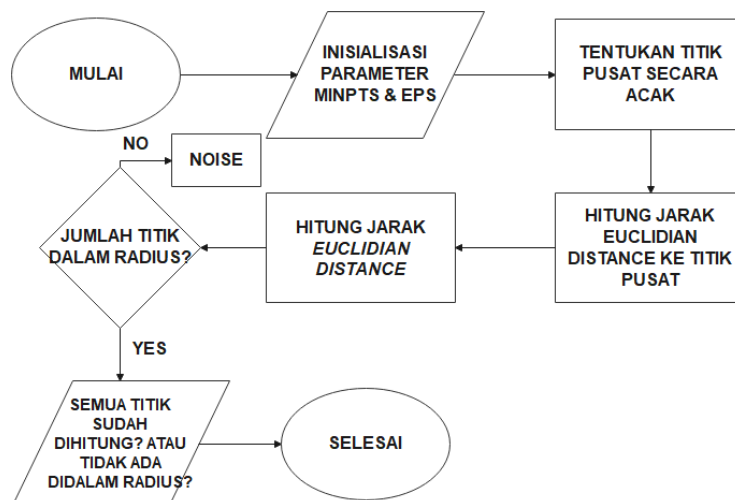 MULAI
INISIALISASI
PARAMETER
MINPTS & EPS
TENTUKAN TITIK
PUSAT SECARA
ACAK
NO
NOISE
JUMLAH TITIK
DALAM RADIUS?
HITUNG JARAK
EUCLIDIAN
DISTANCE
HITUNG JARAK
EUCLIDIAN
DISTANCE KE TITIK
PUSAT
YES
SEMUA TITIK
SUDAH
DIHITUNG? ATAU
TIDAK ADA
DIDALAM RADIUS?
SELESAI